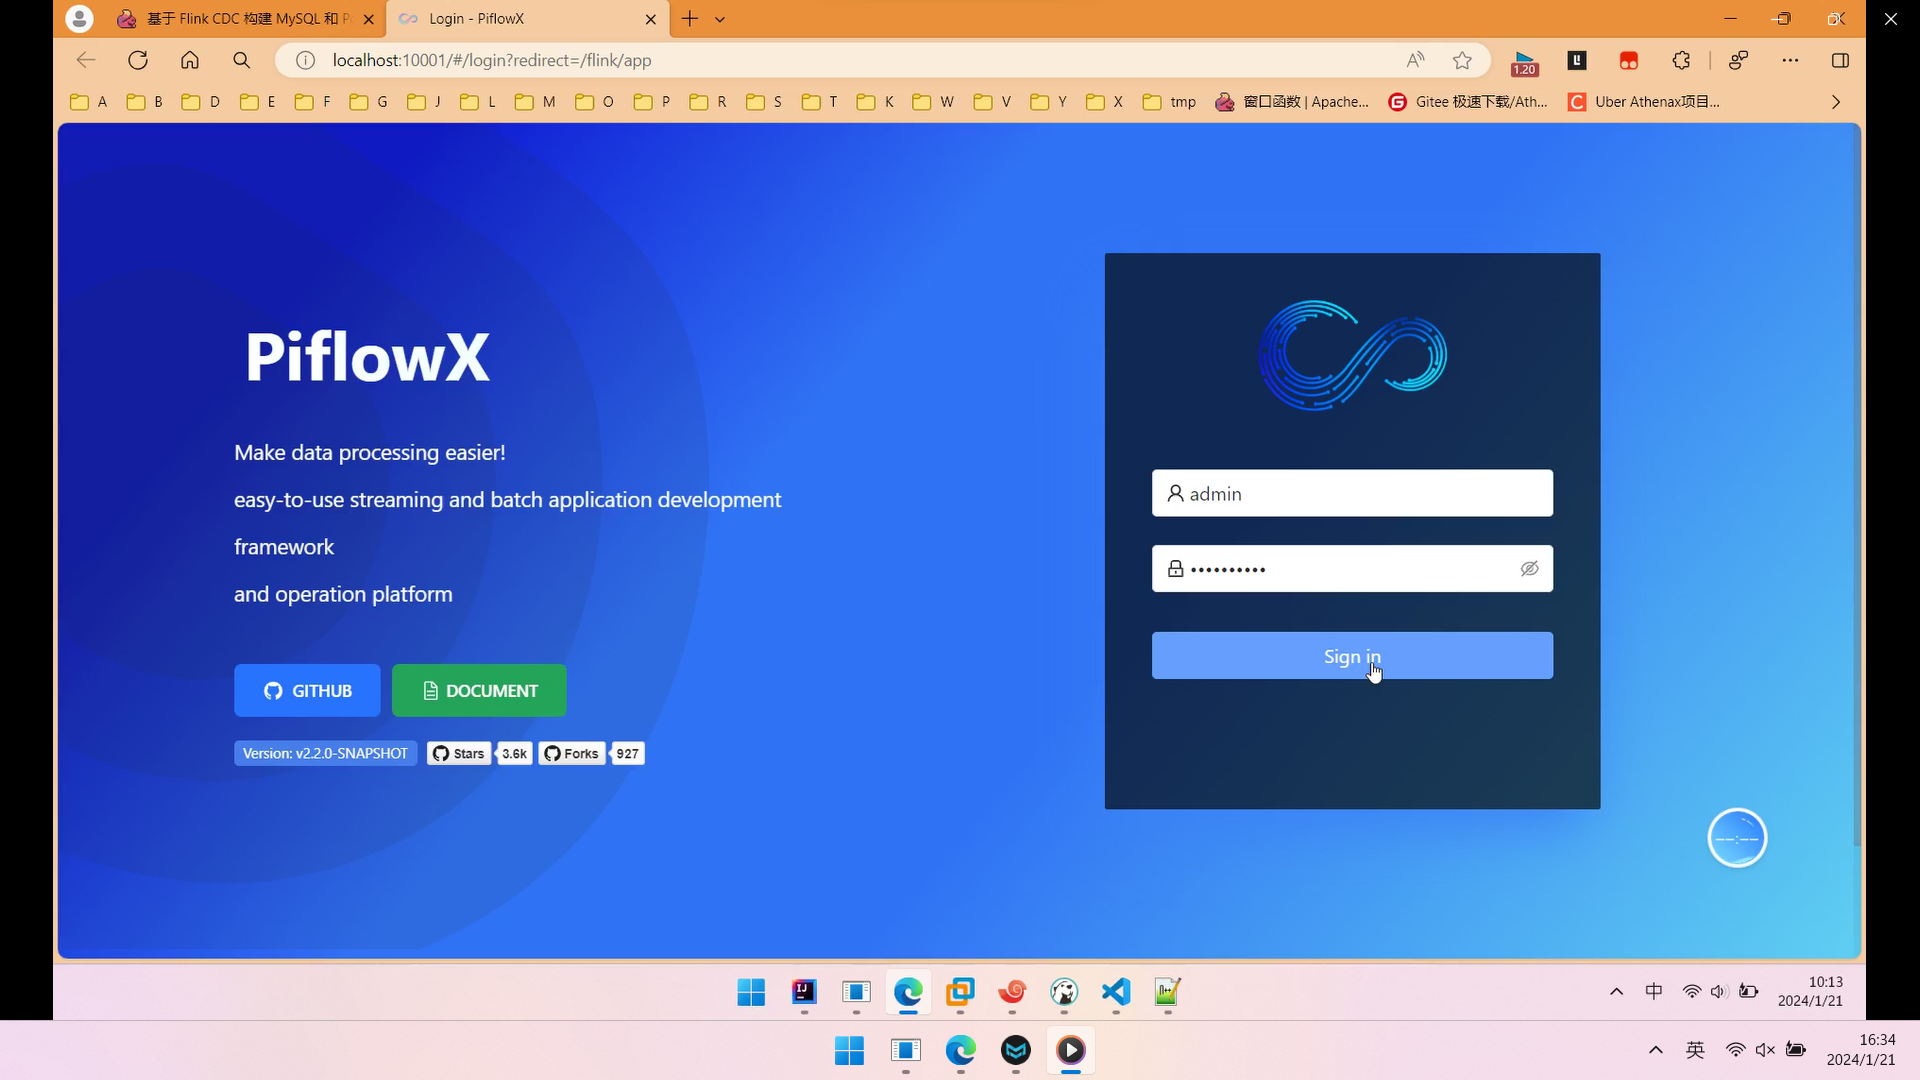 基于 Flink CDC 构建 MySQL 和 P
Login - PiflowX
localhost:10001/#/login?redirect=/flink/app
1.20
A B D E F G J L M O P R S T K W V Y X tmp 窗口函数 | Apache... Gitee 极速下载/Ath... Uber Athenax项目...
PiflowX
Make data processing easier!
easy-to-use streaming and batch application development
framework
and operation platform
GITHUB
DOCUMENT
Version: v2.2.0-SNAPSHOT
Stars 3.6k
Forks 927
admin
Sign in
中
10:13
2024/1/21
英
16:34
2024/1/21